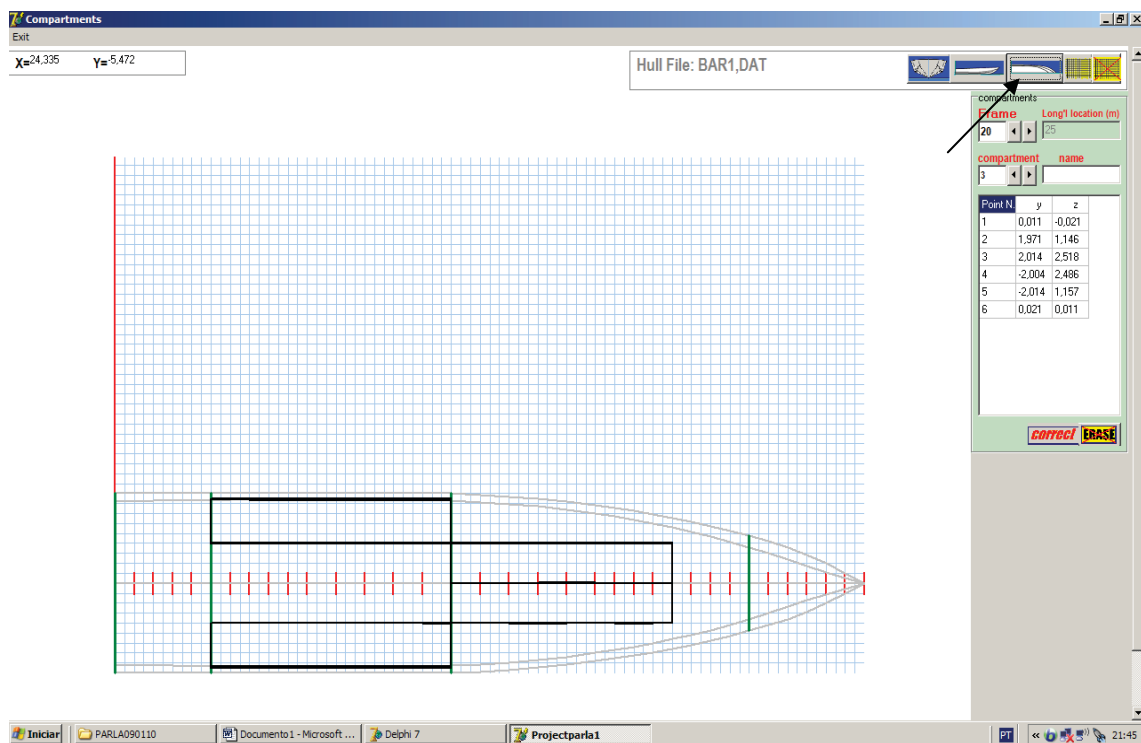 Compartments
Exit
X=24,335 Y=-5,472
Hull File: BAR1,DAT
compartments
Frame Long'l location (m)
20 25
compartment name
3
Point N. y z
1 0,011 -0,021
2 1,971 1,146
3 2,014 2,518
4 -2,004 2,486
5 -2,014 1,157
6 0,021 0,011
correct ERASE
Iniciar PARLA090110 Documento1 - Microsoft ... Delphi 7 Projectparla1 PT « 21:45